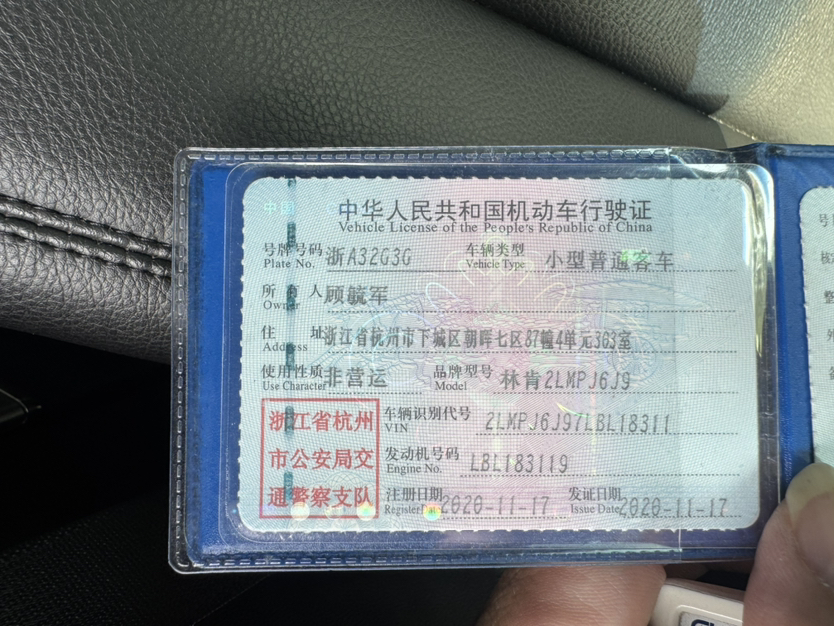 中华人民共和国机动车行驶证
Vehicle License of the People's Republic of China
号牌号码 浙A32G3G 车辆类型 小型普通客车
Plate No. Vehicle Type
所有人 顾毓军
Owner
住址 浙江省杭州市下城区朝晖七区87幢4单元303室
Address
使用性质 非营运 品牌型号 林肯2LMPJ6J9
Use Character Model
浙江省杭州
市公安局交
通警察支队
车辆识别代号 2LMPJ6J97LBL18311
VIN
发动机号码 LBL183119
Engine No.
注册日期 2020-11-17 发证日期 2020-11-17
Register Date Issue Date